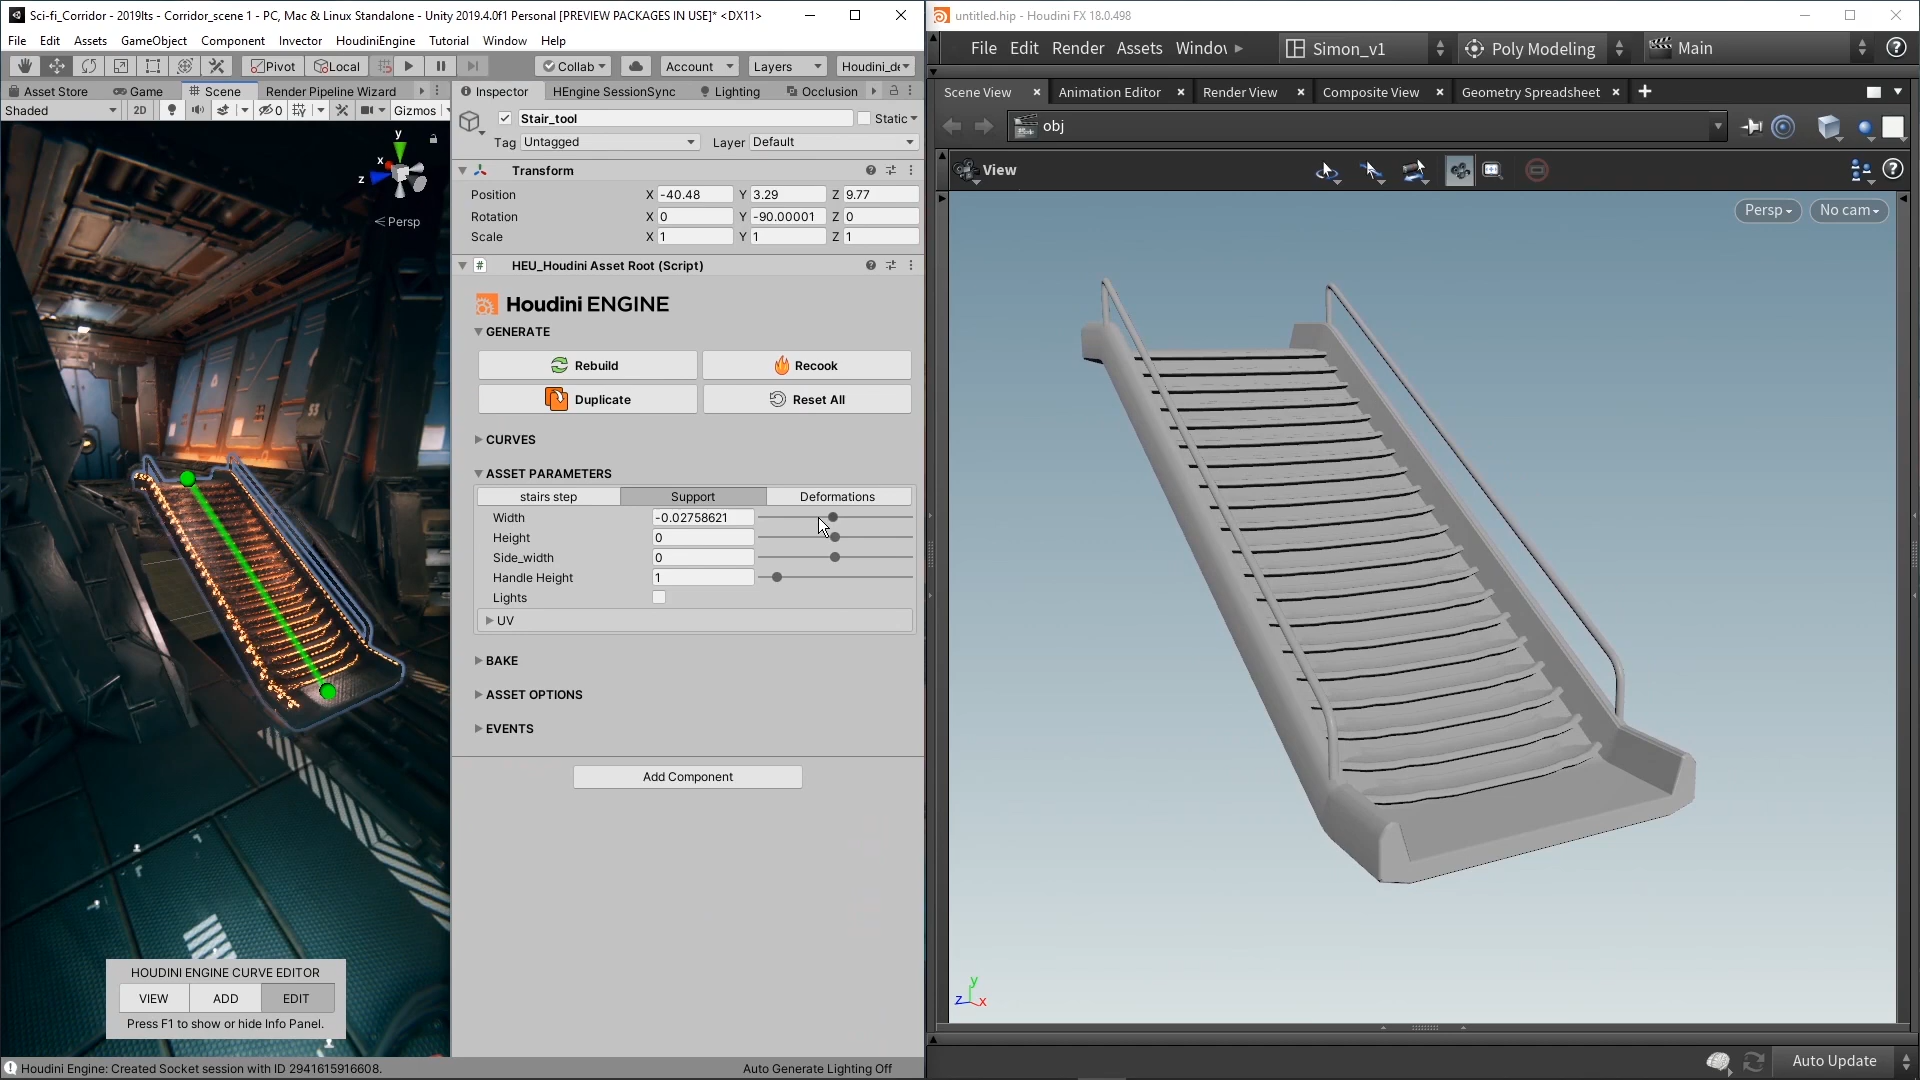 Sci-fi_Corridor - 2019lts - Corridor_scene 1 - PC, Mac & Linux Standalone - Unity 2019.4.0f1 Personal [PREVIEW PACKAGES IN USE]* <DX11>
File Edit Assets GameObject Component Invector HoudiniEngine Tutorial Window Help
Pivot Local Collab Account Layers Houdini_de
Asset Store Game Scene Render Pipeline Wizard
Shaded 2D 0 Gizmos
y
x
z
Persp
Inspector HEngine SessionSync Lighting Occlusion
Stair_tool Static
Tag Untagged Layer Default
Transform
Position X -40.48 Y 3.29 Z 9.77
Rotation X 0 Y -90.00001 Z 0
Scale X 1 Y 1 Z 1
# HEU_Houdini Asset Root (Script)
Houdini ENGINE
GENERATE
Rebuild Recook
Duplicate Reset All
CURVES
ASSET PARAMETERS
stairs step Support Deformations
Width -0.02758621
Height 0
Side_width 0
Handle Height 1
Lights
UV
BAKE
ASSET OPTIONS
EVENTS
Add Component
HOUDINI ENGINE CURVE EDITOR
VIEW ADD EDIT
Press F1 to show or hide Info Panel.
Houdini Engine: Created Socket session with ID 2941615916608.
Auto Generate Lighting Off
untitled.hip - Houdini FX 18.0.498
File Edit Render Assets Window Simon_v1 Poly Modeling Main
Scene View Animation Editor Render View Composite View Geometry Spreadsheet
obj
View
Persp No cam
y
z x
Auto Update